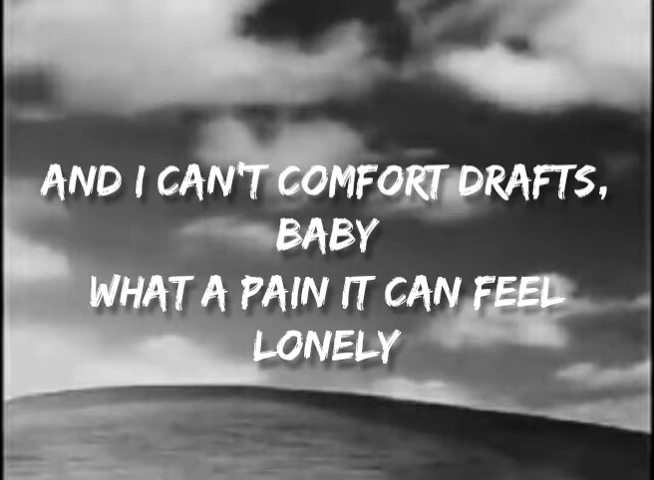 AND I CAN'T COMFORT DRAFTS,
BABY
WHAT A PAIN IT CAN FEEL
LONELY